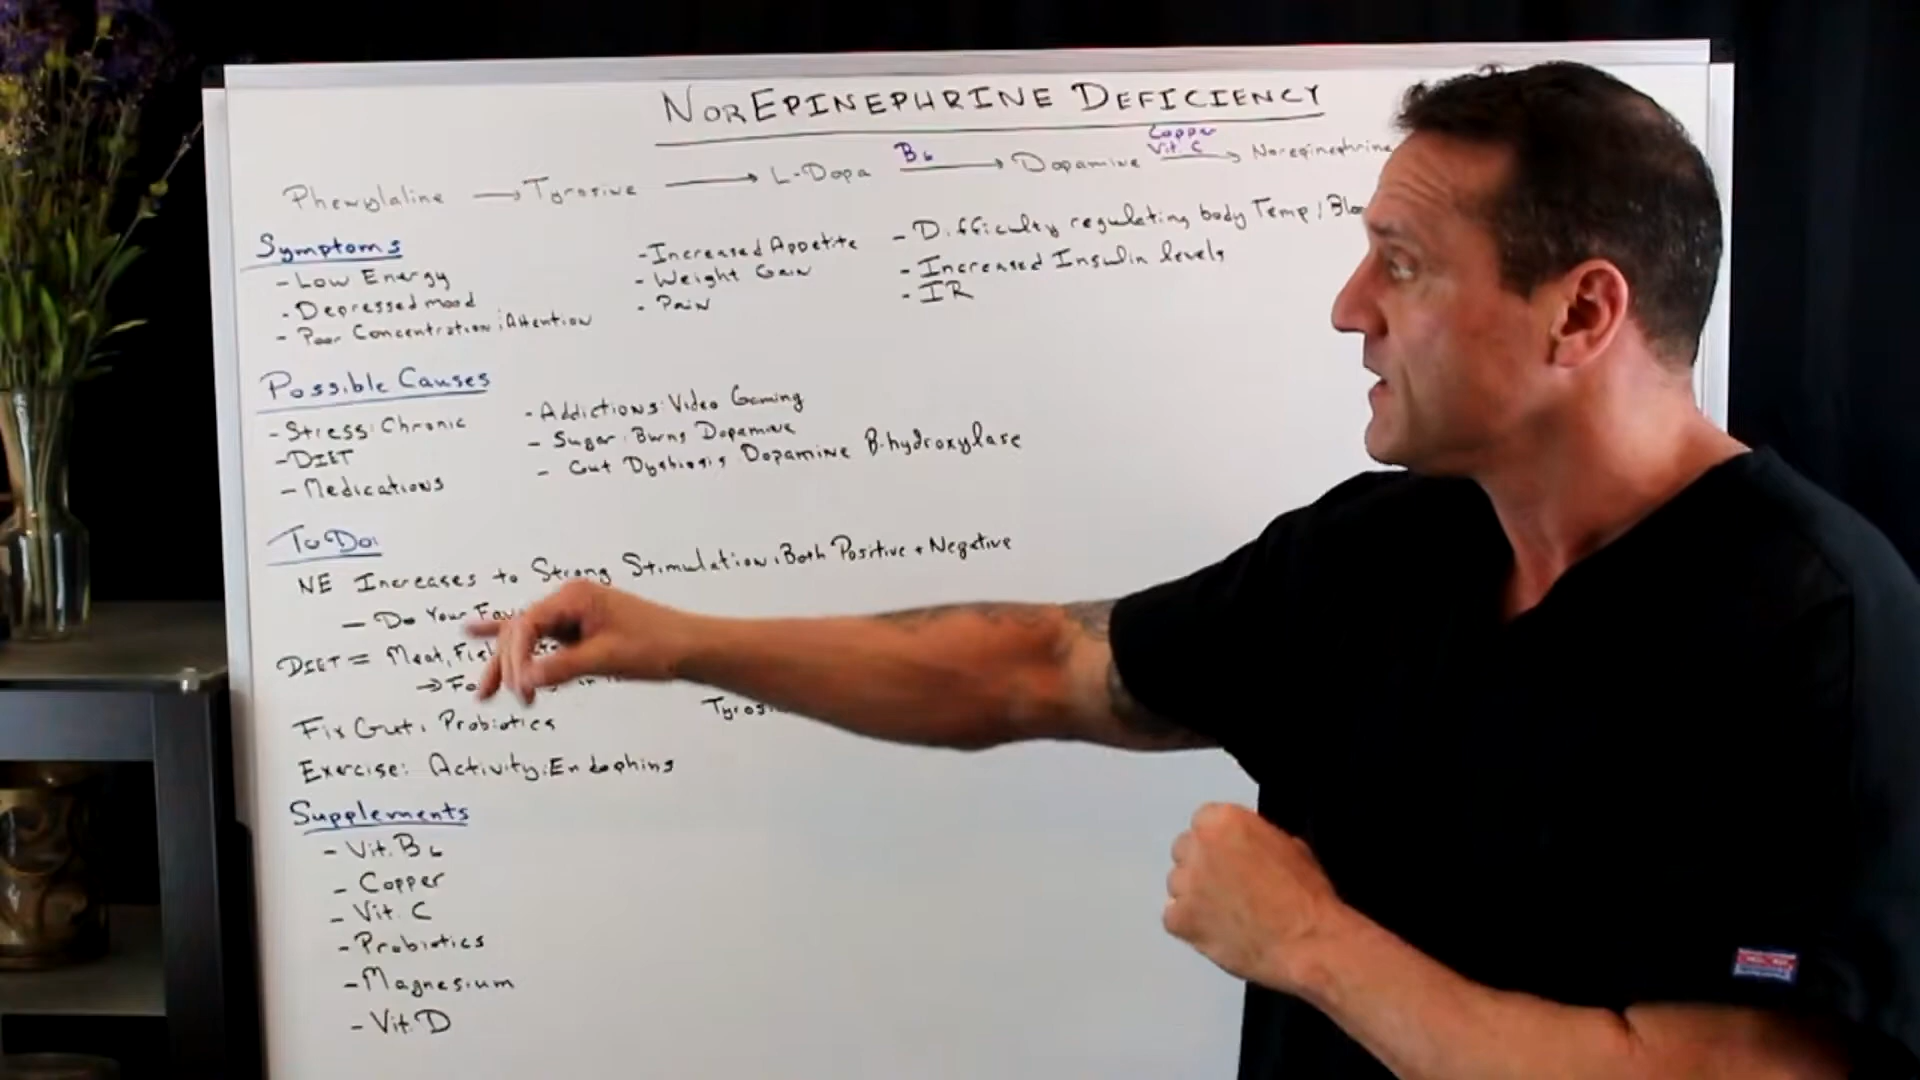 NOREPINEPHRINE DEFICIENCY
Phenylaline → Tyrosine → L-Dopa B6 → Dopamine Copper Vit. C → Norepinephrine
Symptoms
- Low Energy
- Depressed mood
- Poor Concentration; Attention
- Increased Appetite
- Weight Gain
- Pain
- Difficulty regulating body Temp; Bloo
- Increased Insulin levels
- IR
Possible Causes
- Stress: Chronic
- DIET
- Medications
- Addictions: Video Gaming
- Sugar: Burns Dopamine
- Gut Dysbiosis: Dopamine B-hydroxylase
To Do:
NE Increases to Strong Stimulation: Both Positive + Negative
- Do Your Fav
DIET = Meat, Fish
→ Fo
Tyrosi
Fix Gut: Probiotics
Exercise: Activity: Endophins
Supplements
- Vit. B6
- Copper
- Vit. C
- Probiotics
- Magnesium
- Vit. D